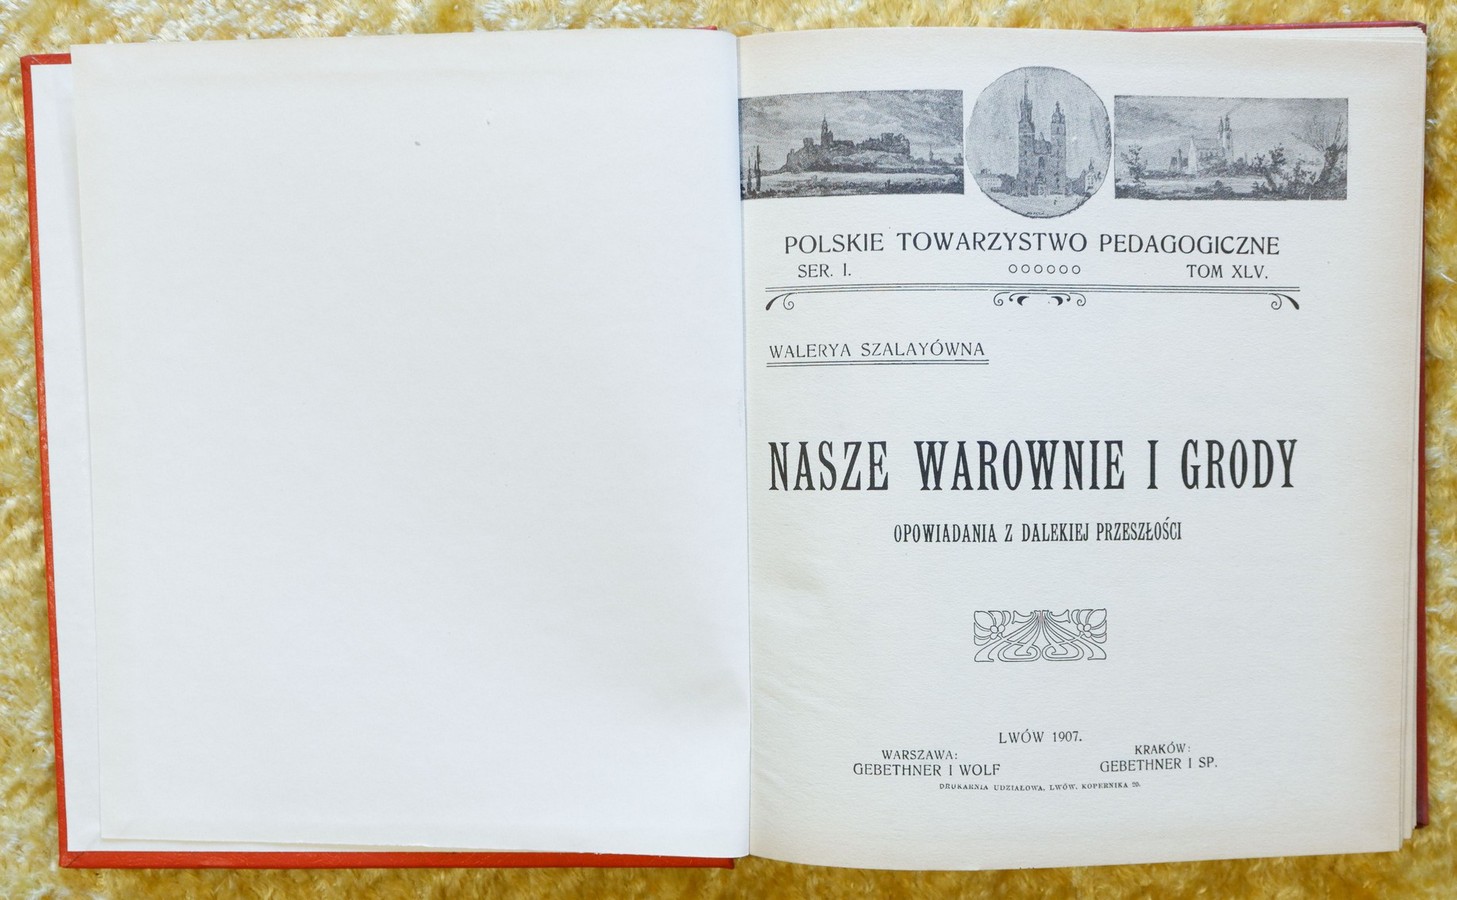 POLSKIE TOWARZYSTWO PEDAGOGICZNE
SER. I. TOM XLV.
WALERYA SZALAYÓWNA
NASZE WAROWNIE I GRODY
OPOWIADANIA Z DALEKIEJ PRZESZŁOŚCI
LWÓW 1907.
WARSZAWA: KRAKÓW:
GEBETHNER I WOLF GEBETHNER I SP.
DRUKARNIA UDZIAŁOWA, LWÓW, KOPERNIKA 20.